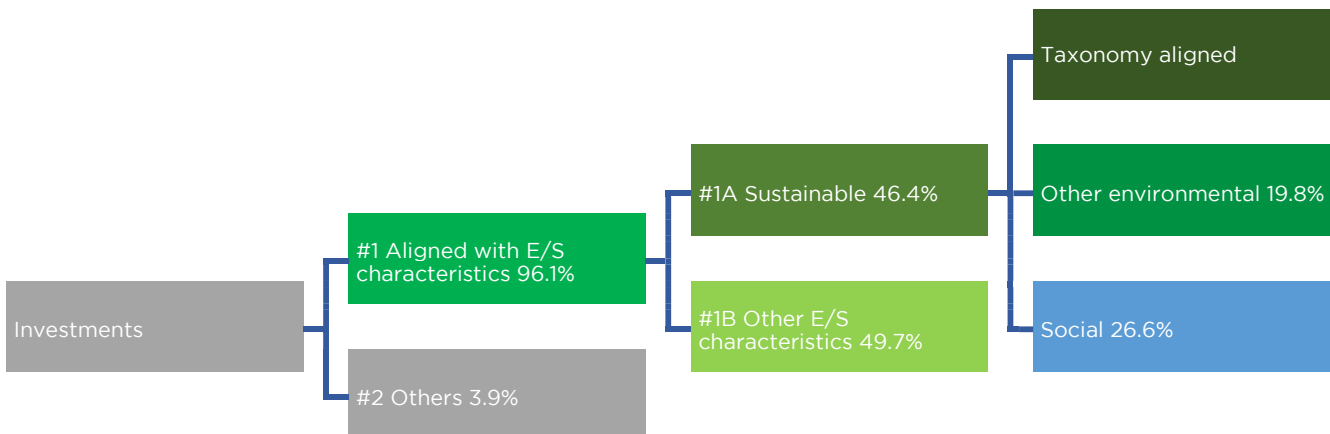 Investments
#1 Aligned with E/S
characteristics 96.1%
#2 Others 3.9%
#1A Sustainable 46.4%
#1B Other E/S
characteristics 49.7%
Taxonomy aligned
Other environmental 19.8%
Social 26.6%